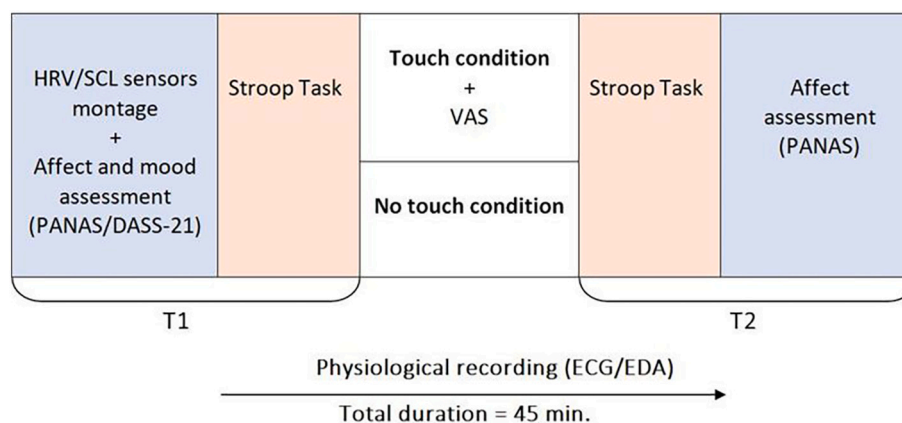 HRV/SCL sensors
montage
+
Affect and mood
assessment
(PANAS/DASS-21)
Stroop Task
Touch condition
+
VAS
No touch condition
Stroop Task
Affect
assessment
(PANAS)
T1
T2
Physiological recording (ECG/EDA)
Total duration = 45 min.